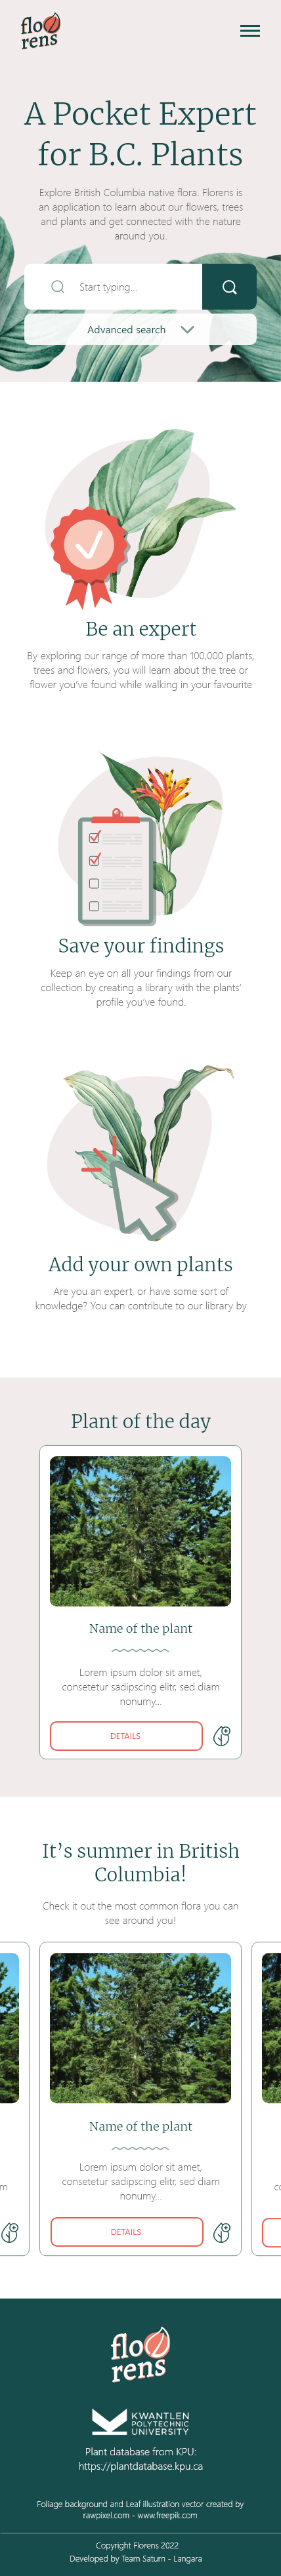 floo
rens
A Pocket Expert
for B.C. Plants
Explore British Columbia native flora. Florens is
an application to learn about our flowers, trees
and plants and get connected with the nature
around you.
Start typing...
Advanced search
Be an expert
By exploring our range of more than 100,000 plants,
trees and flowers, you will learn about the tree or
flower you've found while walking in your favourite
Save your findings
Keep an eye on all your findings from our
collection by creating a library with the plants'
profile you've found.
Add your own plants
Are you an expert, or have some sort of
knowledge? You can contribute to our library by
Plant of the day
Name of the plant
Lorem ipsum dolor sit amet,
consetetur sadipscing elitr, sed diam
nonumy...
DETAILS
It's summer in British
Columbia!
Check it out the most common flora you can
see around you!
Name of the plant
Lorem ipsum dolor sit amet,
consetetur sadipscing elitr, sed diam
nonumy...
DETAILS
floo
rens
KWANTLEN
POLYTECHNIC
UNIVERSITY
Plant database from KPU:
https://plantdatabase.kpu.ca
Foliage background and Leaf illustration vector created by
rawpixel.com - www.freepik.com
Copyright Florens 2022
Developed by Team Saturn - Langara